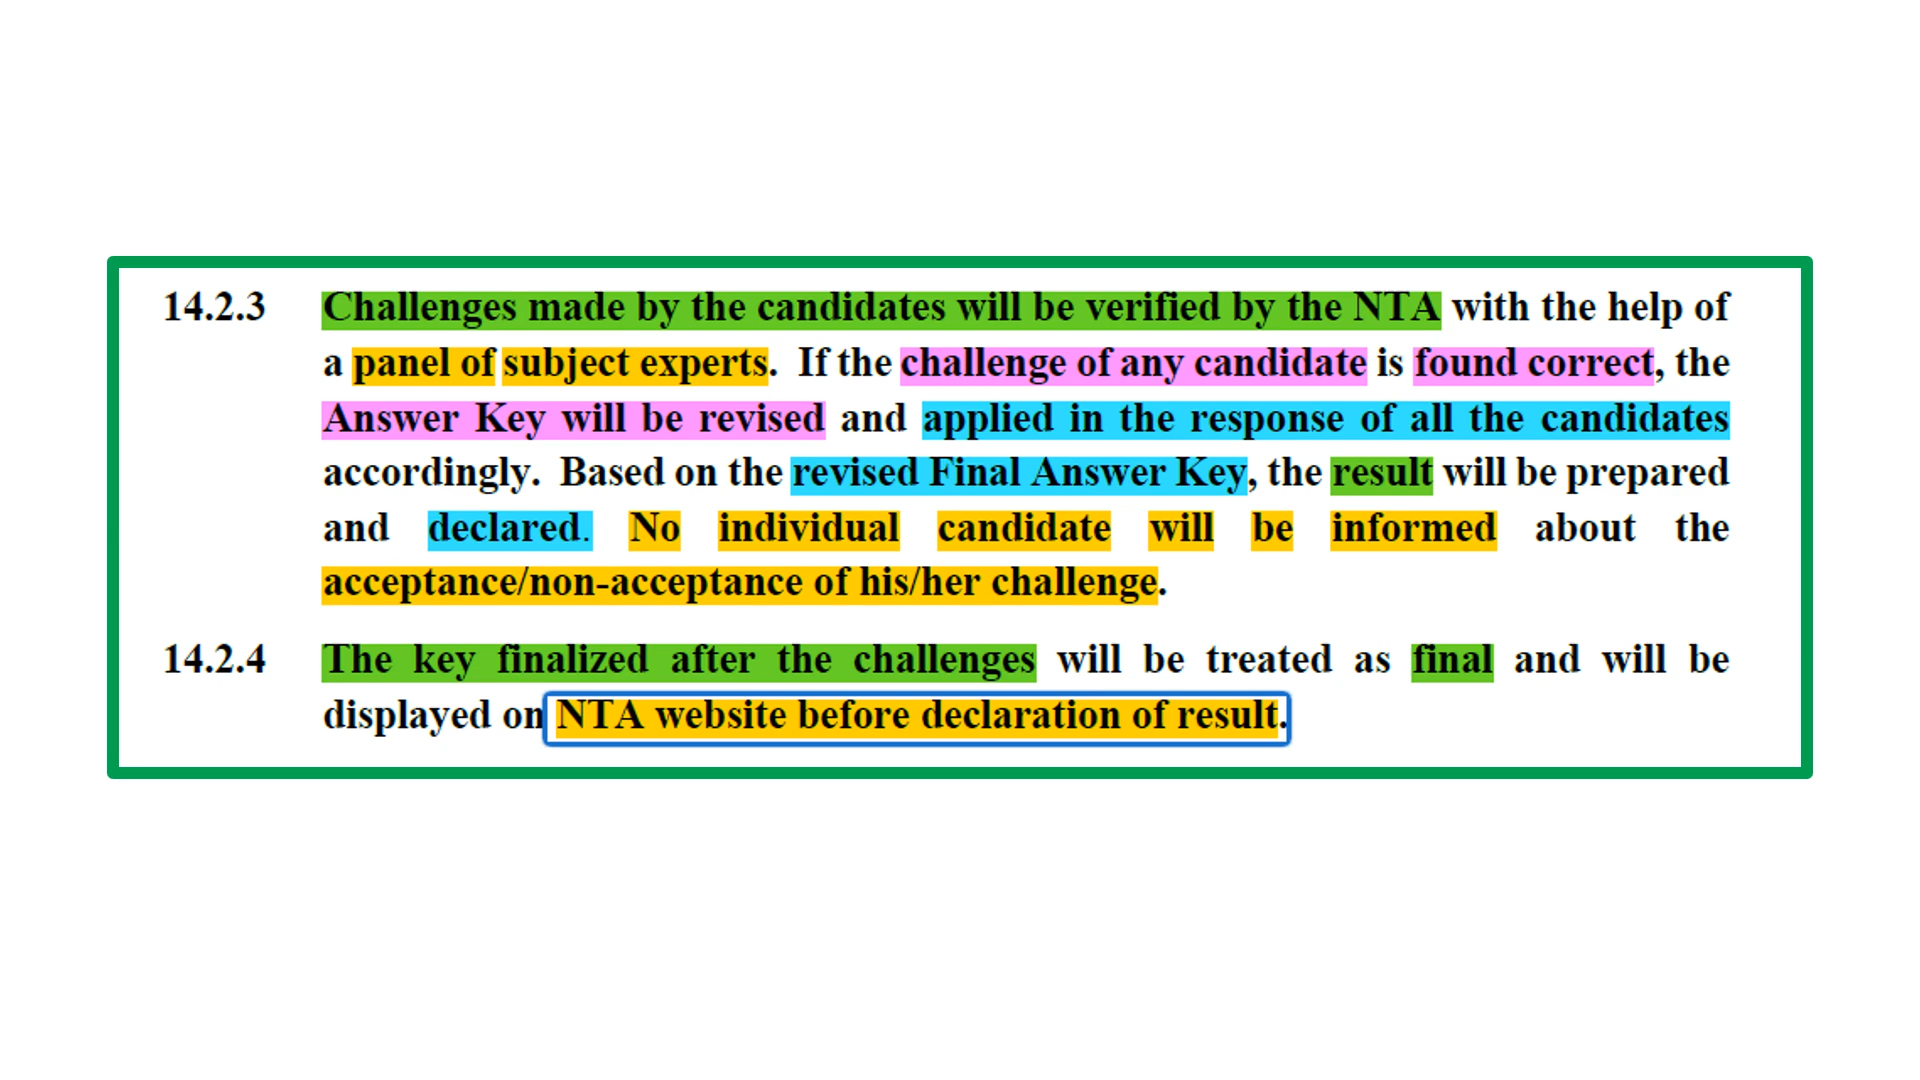 14.2.3 Challenges made by the candidates will be verified by the NTA with the help of
a panel of subject experts. If the challenge of any candidate is found correct, the
Answer Key will be revised and applied in the response of all the candidates
accordingly. Based on the revised Final Answer Key, the result will be prepared
and declared. No individual candidate will be informed about the
acceptance/non-acceptance of his/her challenge.
14.2.4 The key finalized after the challenges will be treated as final and will be
displayed on NTA website before declaration of result.